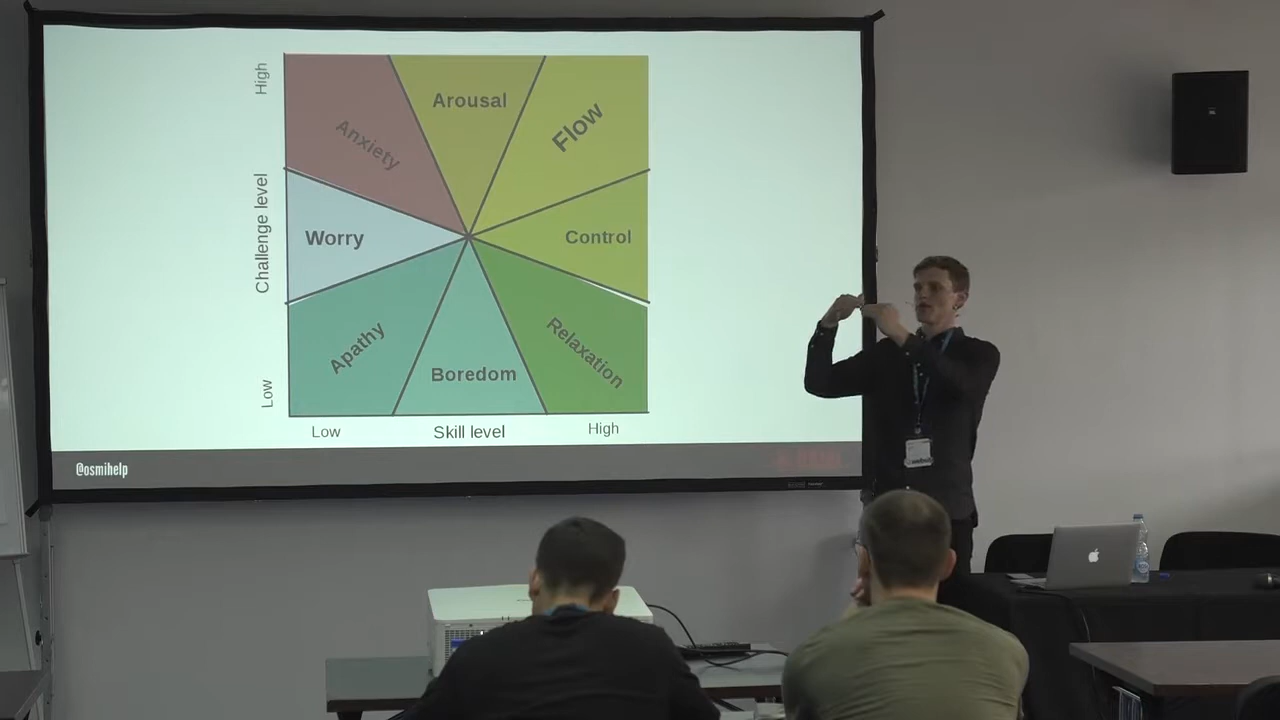 High
Arousal
Flow
Anxiety
Challenge level
Worry
Control
Apathy
Boredom
Relaxation
Low
Low
Skill level
High
@osmihelp